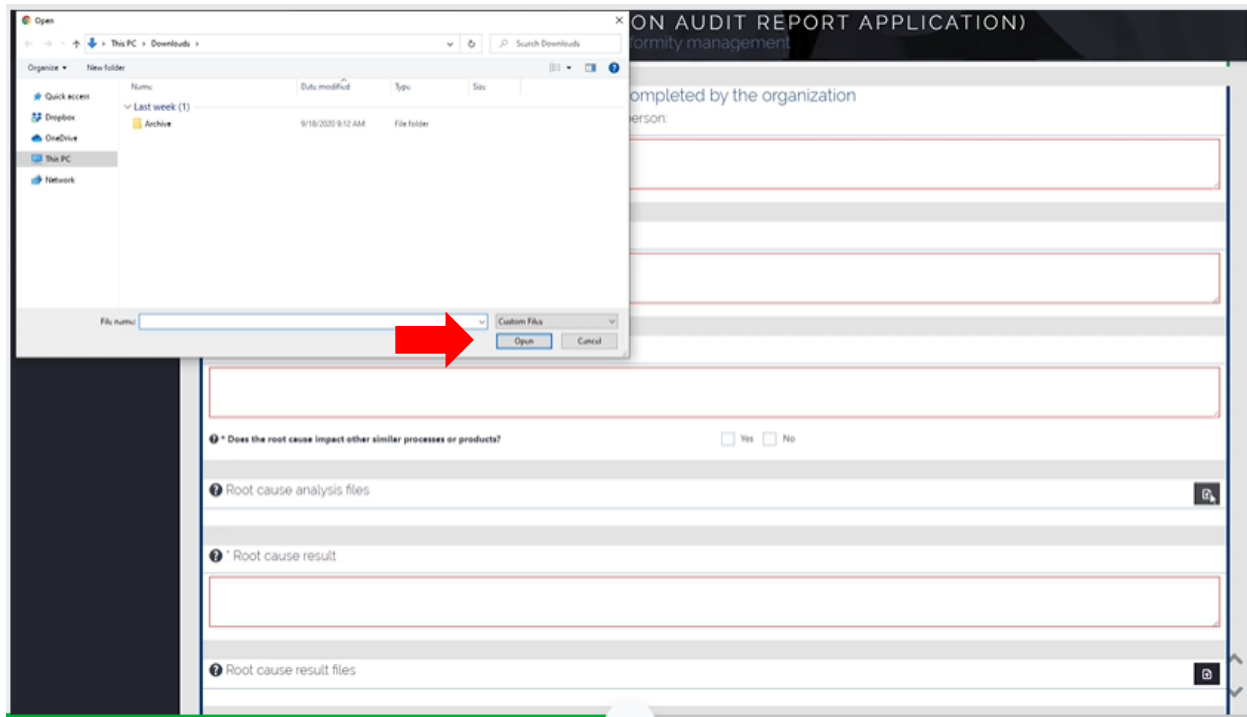 Open
ON AUDIT REPORT APPLICATION)
formity management
This PC > Downloads >
Search Downloads
Organize
New folder
Name
Date modified
Type
Size
Quick access
Last week (1)
Archive
9/18/2020 9:12 AM
File folder
Dropbox
OneDrive
This PC
Network
ompleted by the organization
erson:
File name:
Custom Files
Open
Cancel
* Does the root cause impact other similar processes or products?
Yes
No
Root cause analysis files
* Root cause result
Root cause result files